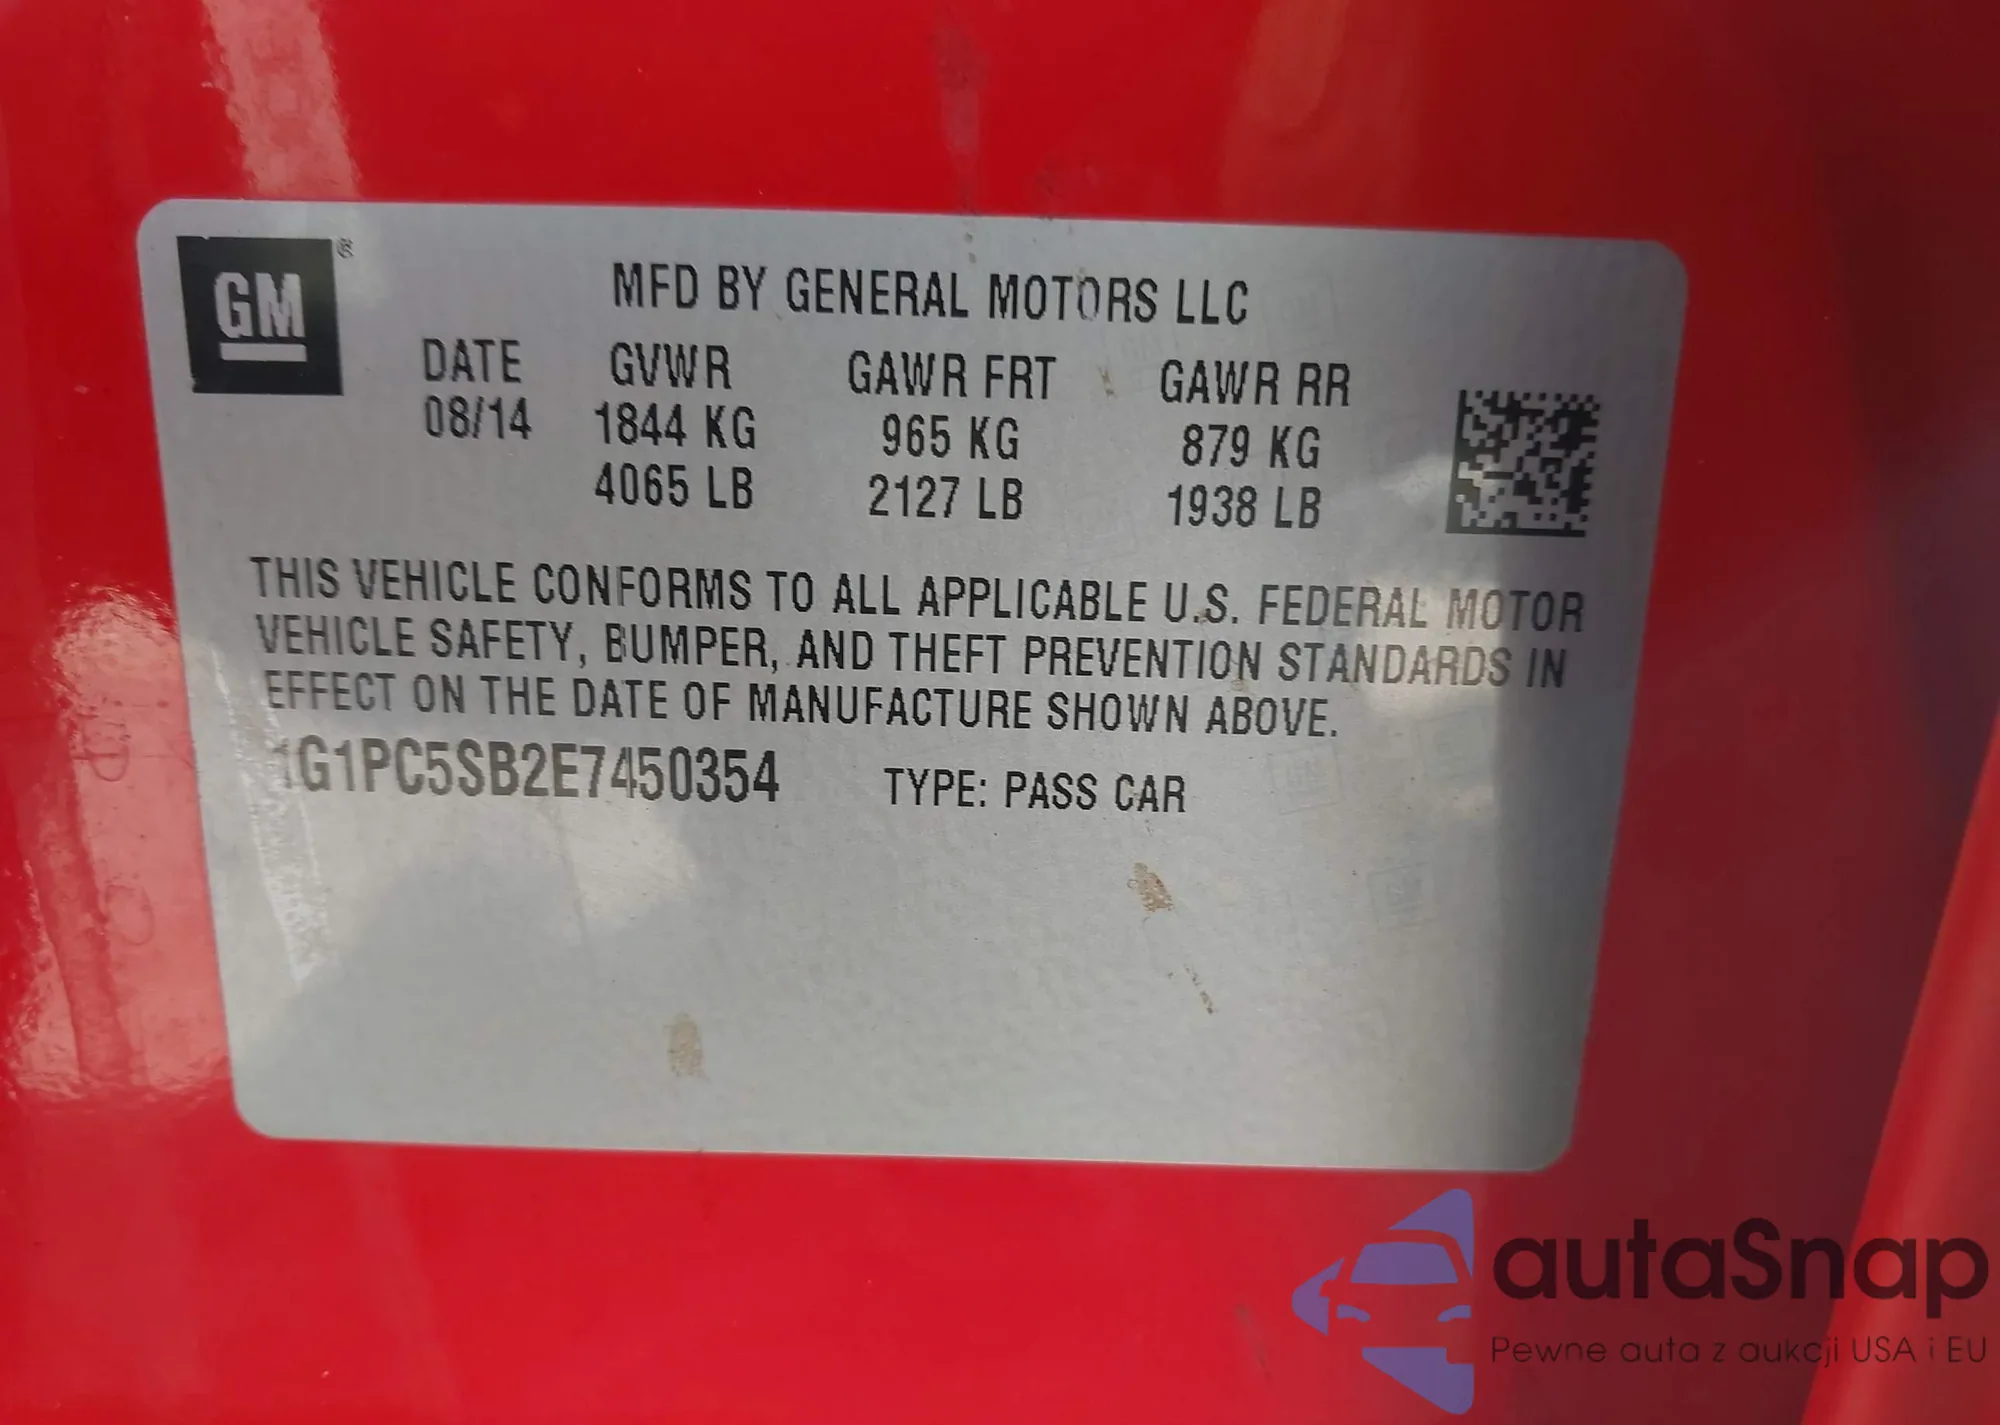 GM ®
MFD BY GENERAL MOTORS LLC
DATE GVWR GAWR FRT GAWR RR
08/14 1844 KG 965 KG 879 KG
4065 LB 2127 LB 1938 LB
THIS VEHICLE CONFORMS TO ALL APPLICABLE U.S. FEDERAL MOTOR
VEHICLE SAFETY, BUMPER, AND THEFT PREVENTION STANDARDS IN
EFFECT ON THE DATE OF MANUFACTURE SHOWN ABOVE.
1G1PC5SB2E7450354 TYPE: PASS CAR
autaSnap
Pewne auta z aukcji USA i EU